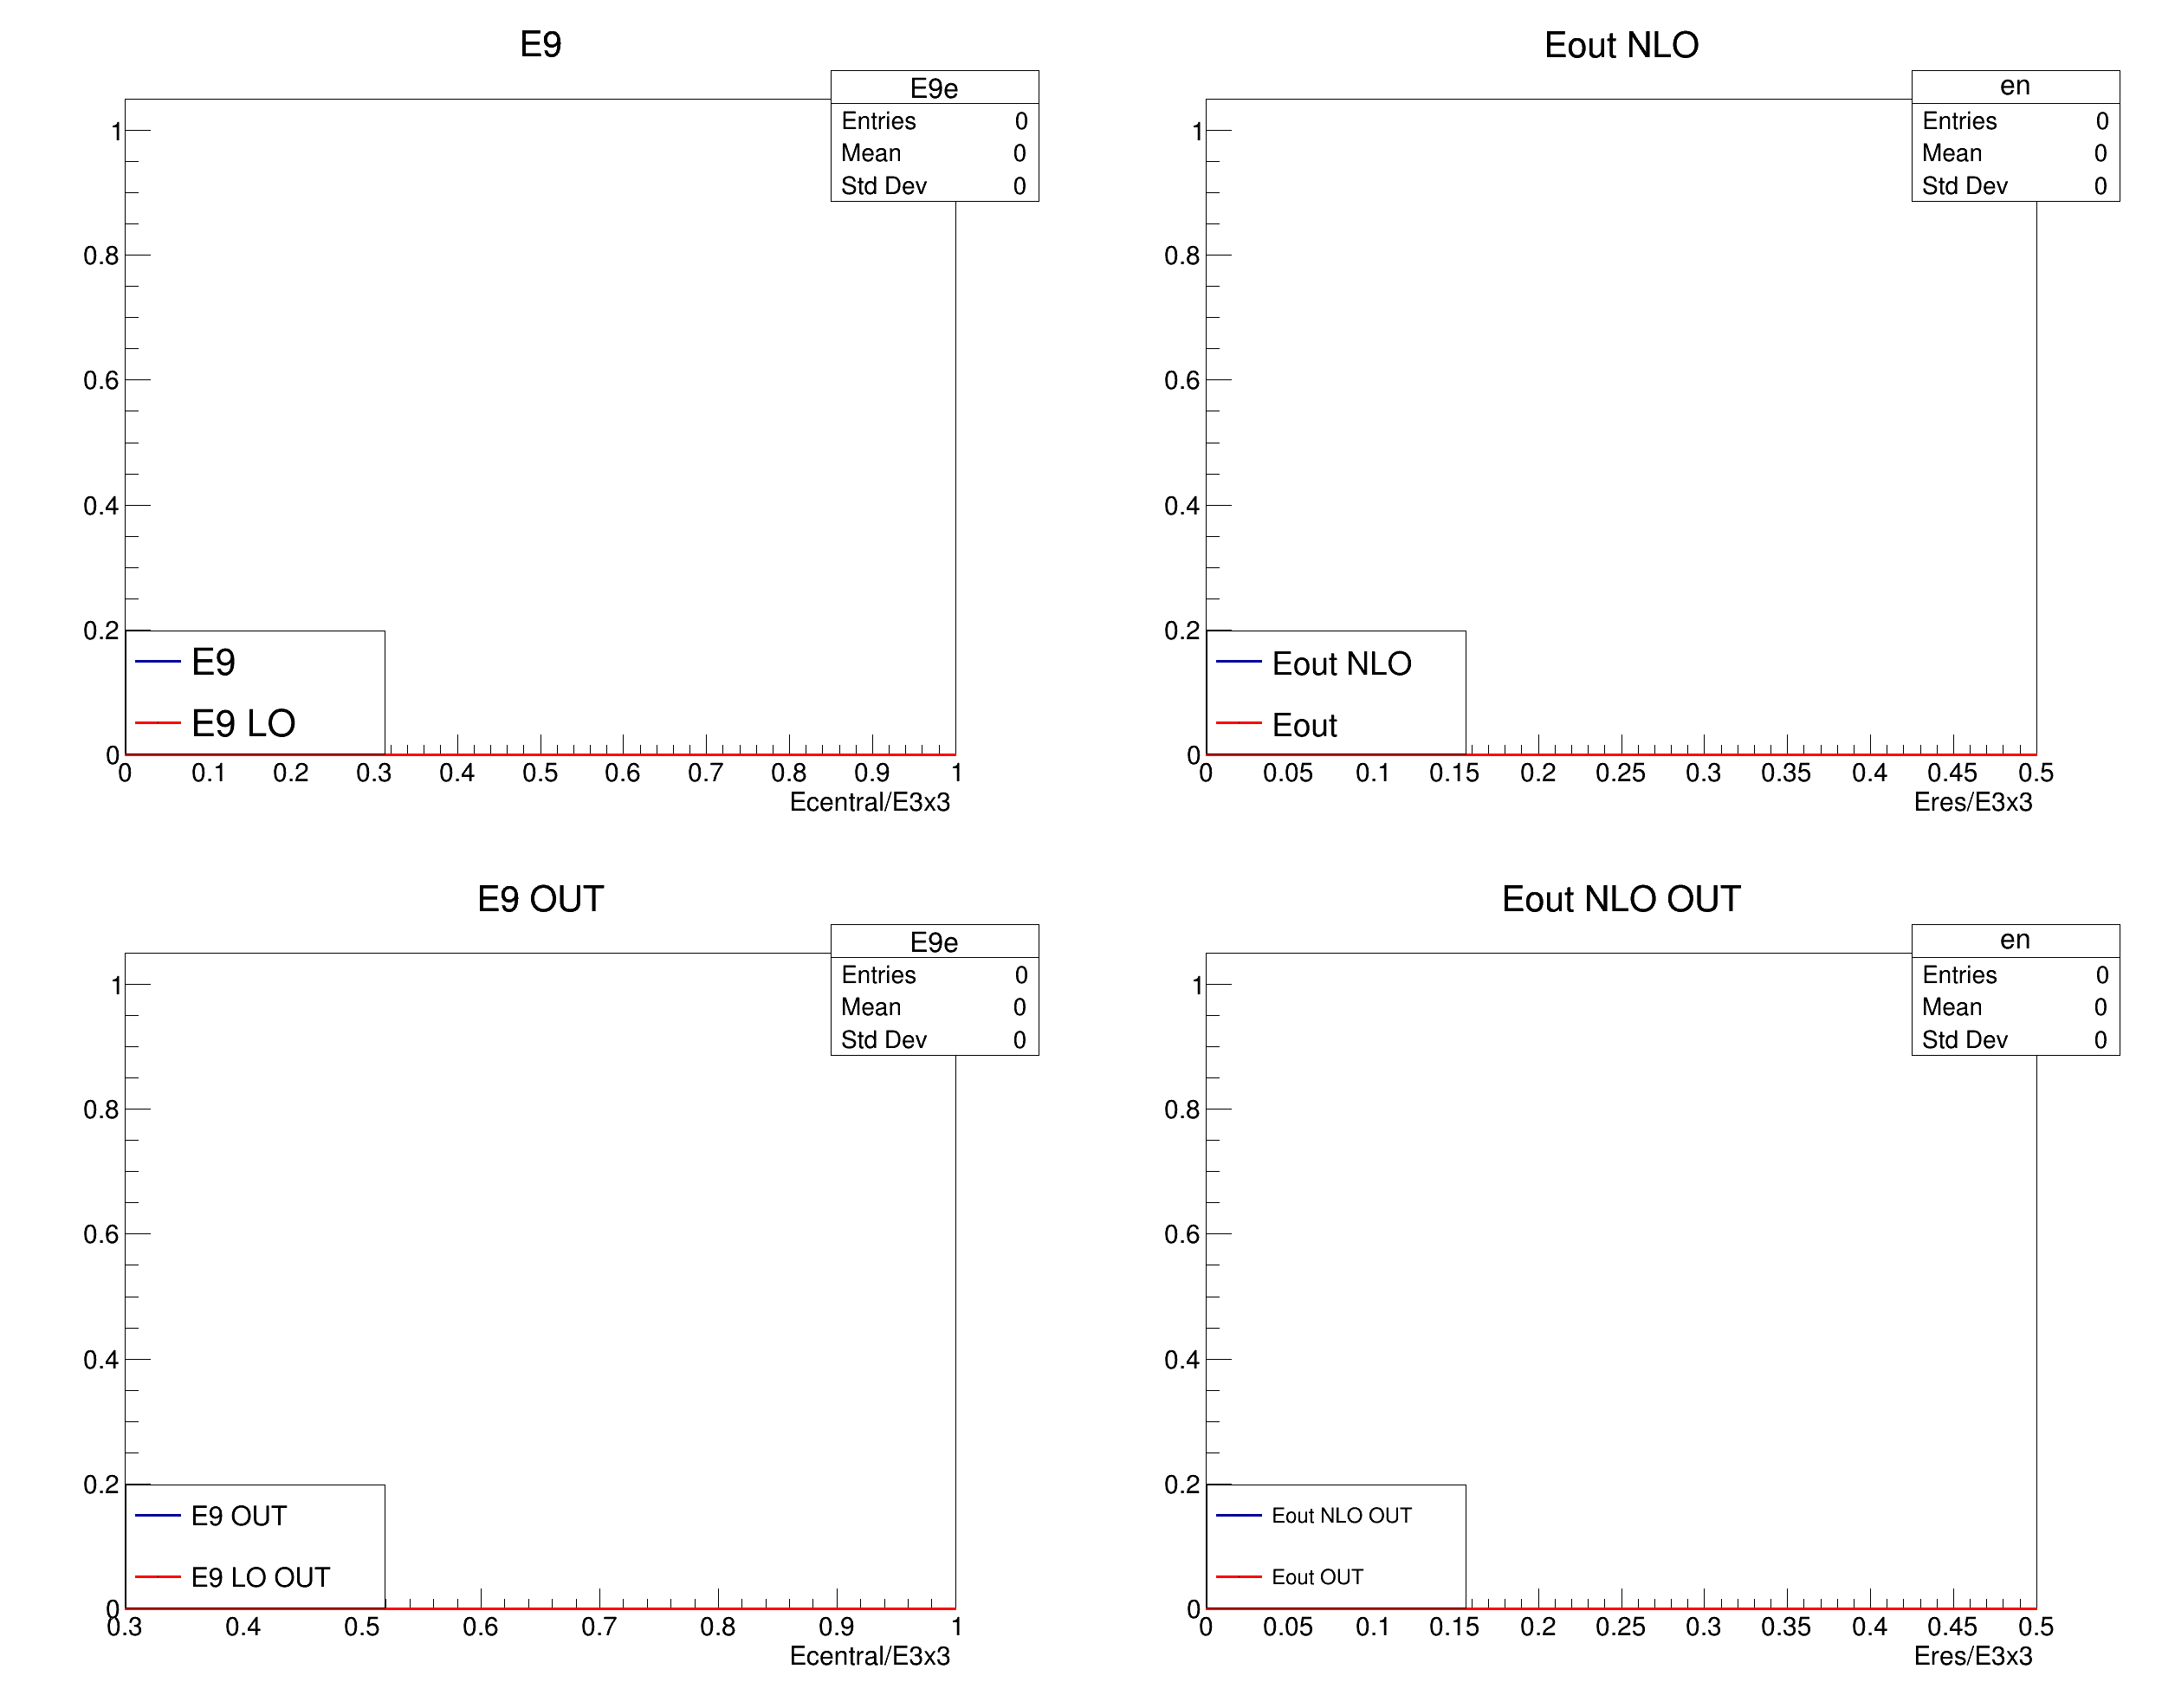 E9
E9e
Entries 0
Mean 0
Std Dev 0
1
0.8
0.6
0.4
0.2
0
E9
E9 LO
0 0.1 0.2 0.3 0.4 0.5 0.6 0.7 0.8 0.9 1
Ecentral/E3x3
Eout NLO
en
Entries 0
Mean 0
Std Dev 0
1
0.8
0.6
0.4
0.2
0
Eout NLO
Eout
0 0.05 0.1 0.15 0.2 0.25 0.3 0.35 0.4 0.45 0.5
Eres/E3x3
E9 OUT
E9e
Entries 0
Mean 0
Std Dev 0
1
0.8
0.6
0.4
0.2
0
E9 OUT
E9 LO OUT
0.3 0.4 0.5 0.6 0.7 0.8 0.9 1
Ecentral/E3x3
Eout NLO OUT
en
Entries 0
Mean 0
Std Dev 0
1
0.8
0.6
0.4
0.2
0
Eout NLO OUT
Eout OUT
0 0.05 0.1 0.15 0.2 0.25 0.3 0.35 0.4 0.45 0.5
Eres/E3x3